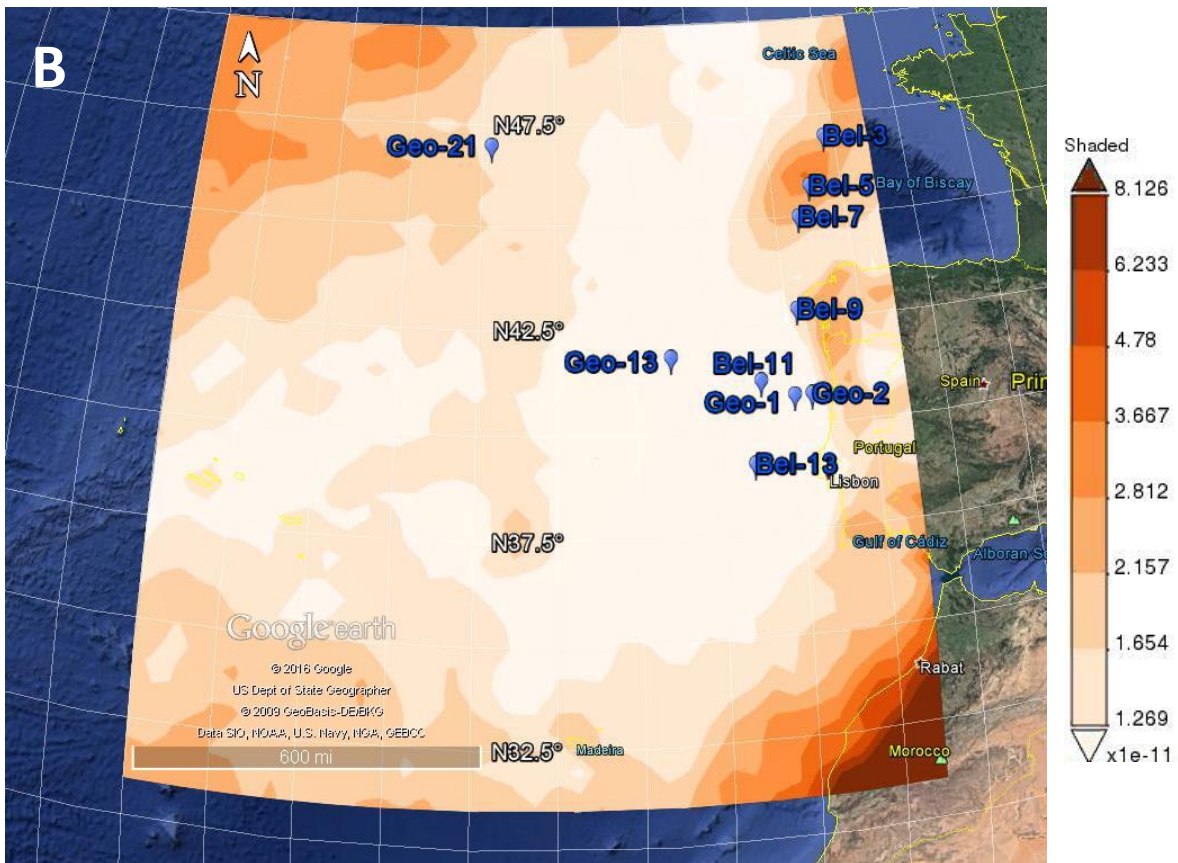 B
N
Celtic Sea
N47.5°
Geo-21
Bel-3
Bel-5
Bay of Biscay
Bel-7
Bel-9
N42.5°
Geo-13
Bel-11
Geo-1
Geo-2
Spain
Prin
Portugal
Bel-13
Lisbon
N37.5°
Gulf of Cádiz
Alboran S
Google earth
© 2016 Google
US Dept of State Geographer
© 2009 GeoBasis-DE/BKG
Data SIO, NOAA, U.S. Navy, NGA, GEBCO
600 mi
N32.5°
Madeira
Rabat
Morocco
Shaded
8.126
6.233
4.78
3.667
2.812
2.157
1.654
1.269
x1e-11